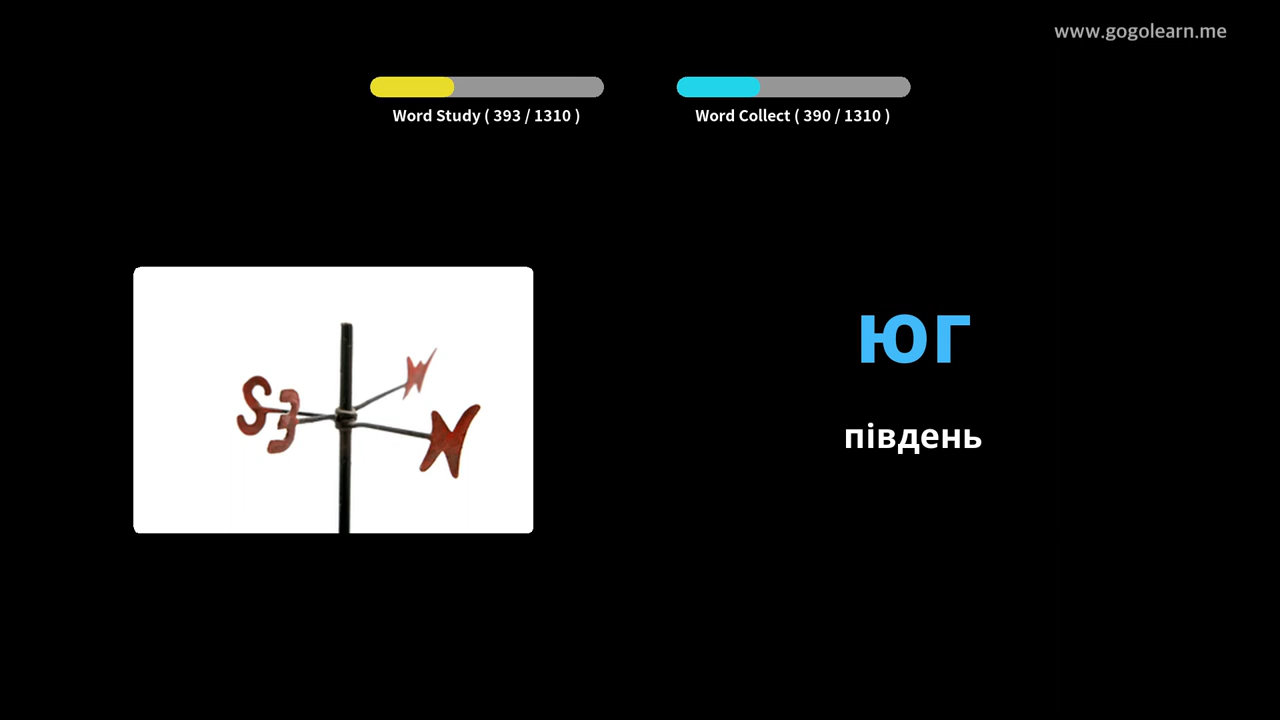 www.gogolearn.me
Word Study ( 393 / 1310 )
Word Collect ( 390 / 1310 )
S E N
юг
південь